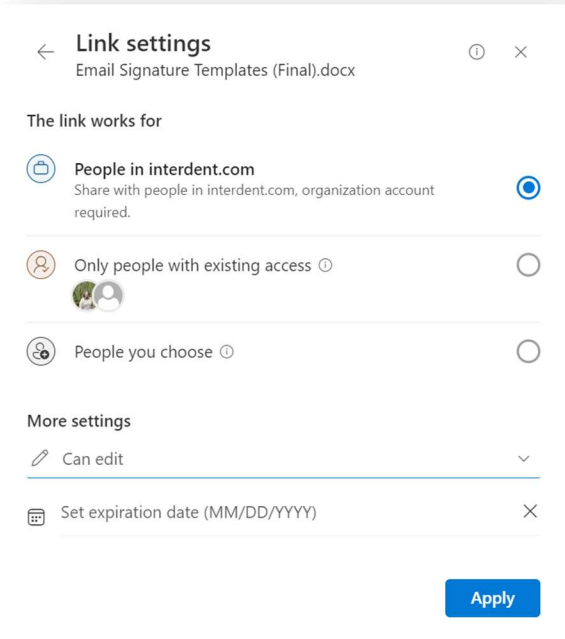 Link settings
Email Signature Templates (Final).docx
The link works for
People in interdent.com
Share with people in interdent.com, organization account
required.
Only people with existing access
People you choose
More settings
Can edit
Set expiration date (MM/DD/YYYY)
Apply